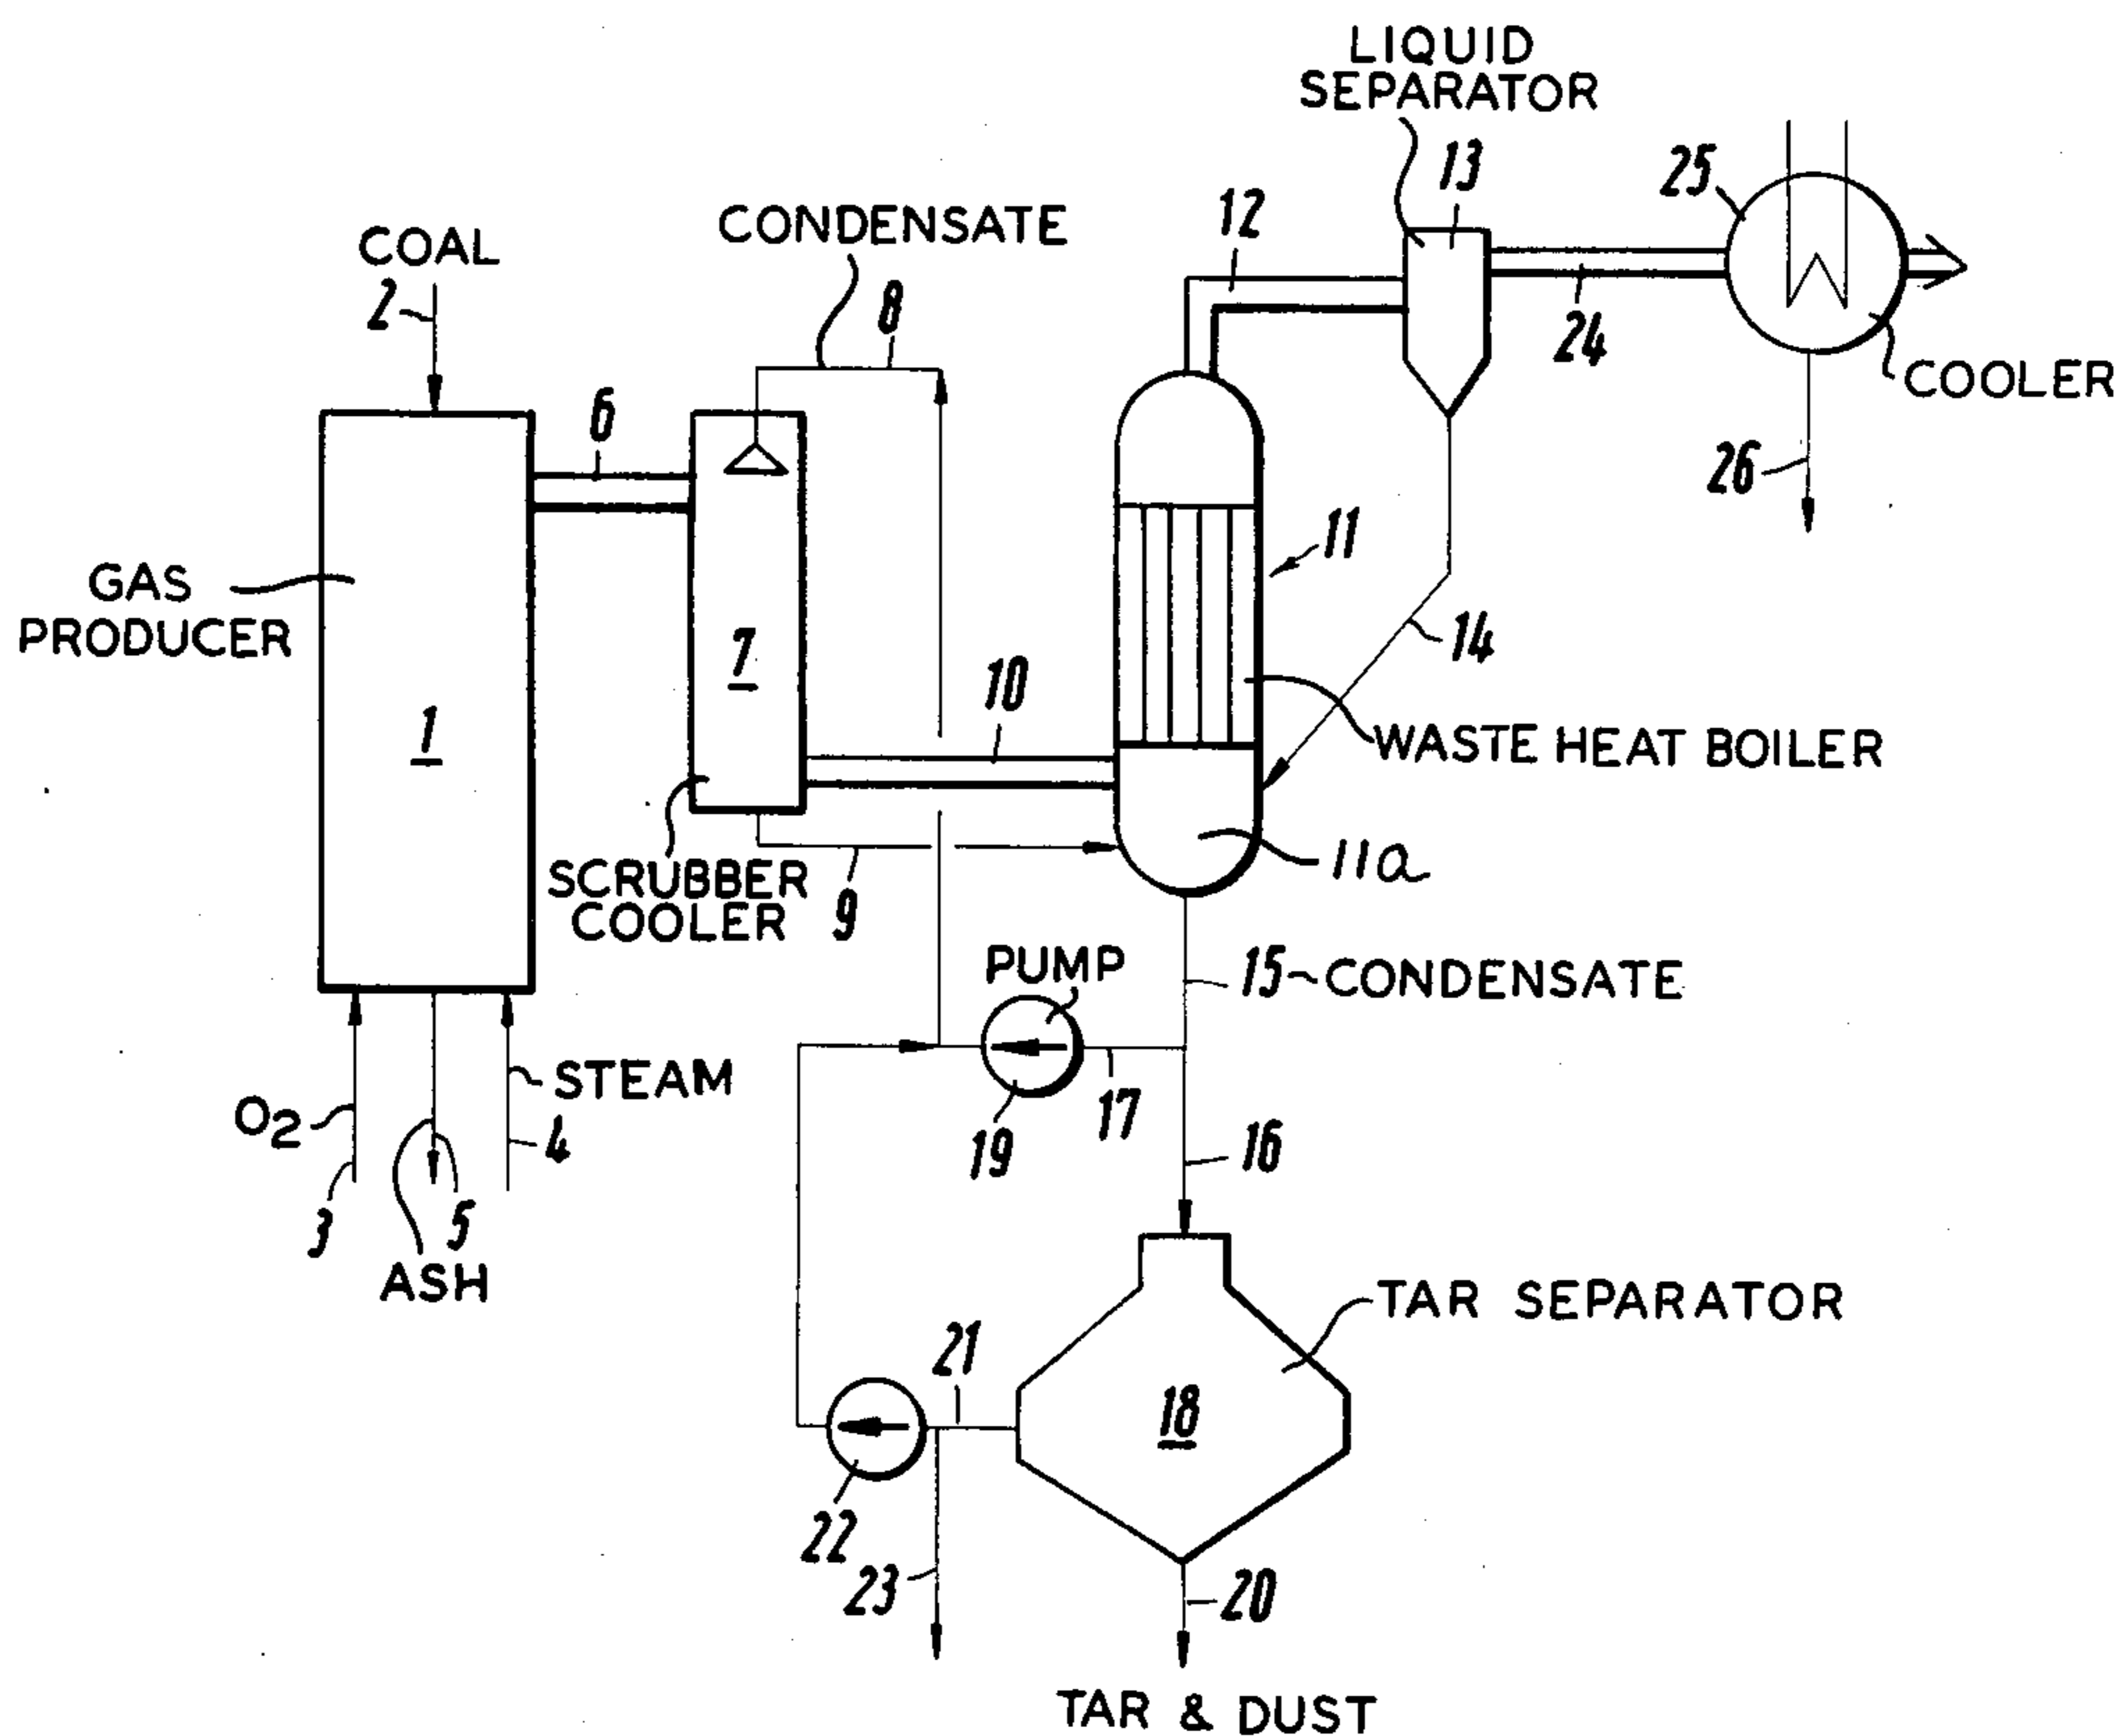 LIQUID
SEPARATOR
13
25
12
CONDENSATE
COAL
2
8
24
COOLER
6
26
11
GAS
PRODUCER
7
14
10
1
WASTE HEAT BOILER
SCRUBBER
COOLER
9
11a
PUMP
15~CONDENSATE
STEAM
O2
4
19
17
16
3
5
ASH
TAR SEPARATOR
21
18
22
23
20
TAR & DUST